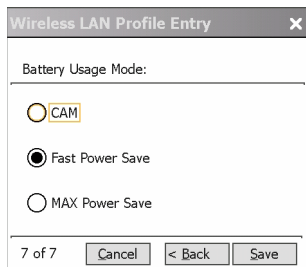 Wireless LAN Profile Entry
Battery Usage Mode:
CAM
Fast Power Save
MAX Power Save
7 of 7 Cancel < Back Save